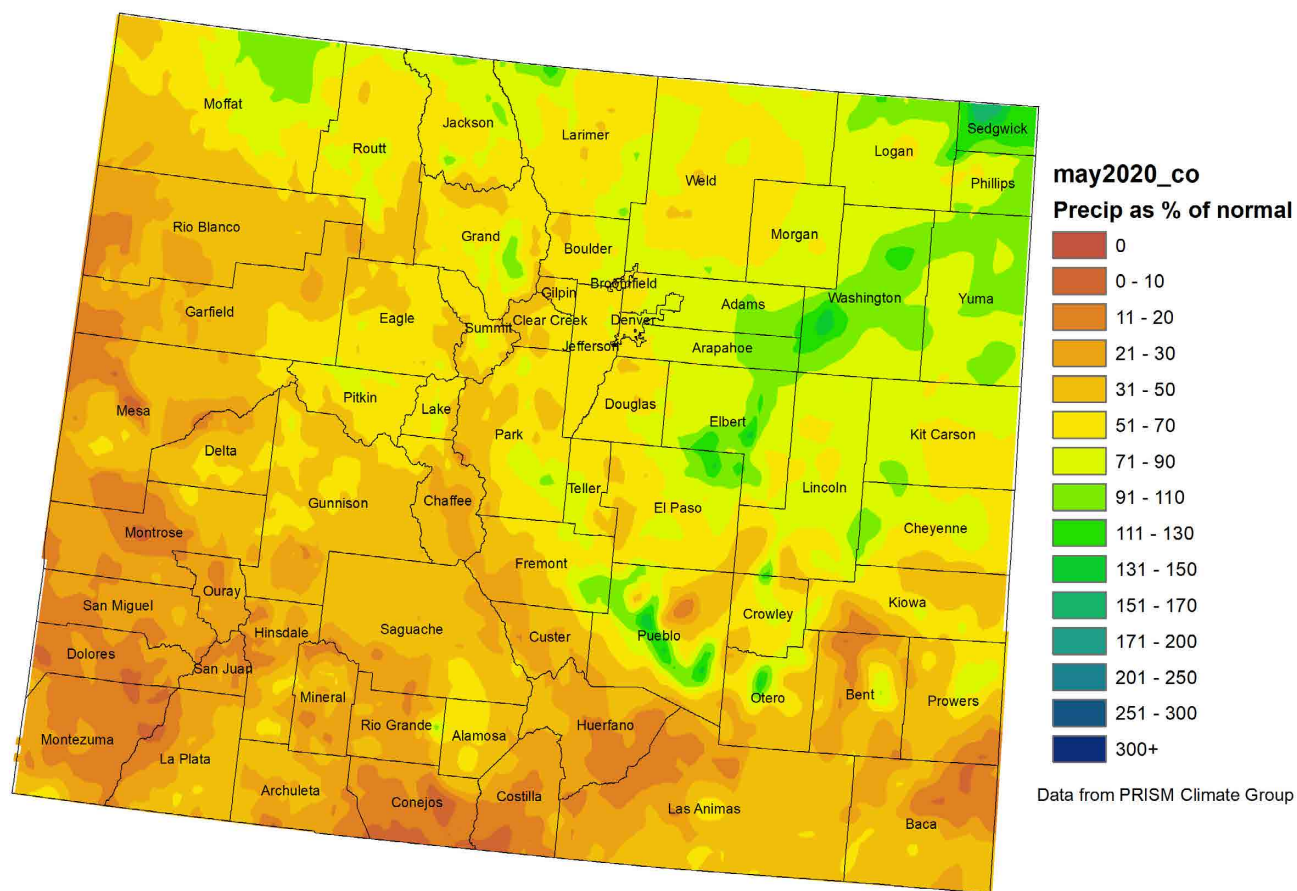 Moffat
Routt
Jackson
Larimer
Weld
Logan
Sedgwick
Phillips
Rio Blanco
Grand
Boulder
Morgan
Washington
Yuma
Garfield
Eagle
Summit
Gilpin
Clear Creek
Broomfield
Jefferson
Denver
Adams
Arapahoe
Mesa
Pitkin
Lake
Park
Douglas
Elbert
Kit Carson
Delta
Gunnison
Chaffee
Teller
El Paso
Lincoln
Cheyenne
Montrose
Fremont
Ouray
San Miguel
Hinsdale
Saguache
Custer
Pueblo
Crowley
Kiowa
Dolores
San Juan
Mineral
Rio Grande
Alamosa
Huerfano
Otero
Bent
Prowers
Montezuma
La Plata
Archuleta
Conejos
Costilla
Las Animas
Baca
may2020_co
Precip as % of normal
0
0 - 10
11 - 20
21 - 30
31 - 50
51 - 70
71 - 90
91 - 110
111 - 130
131 - 150
151 - 170
171 - 200
201 - 250
251 - 300
300+
Data from PRISM Climate Group